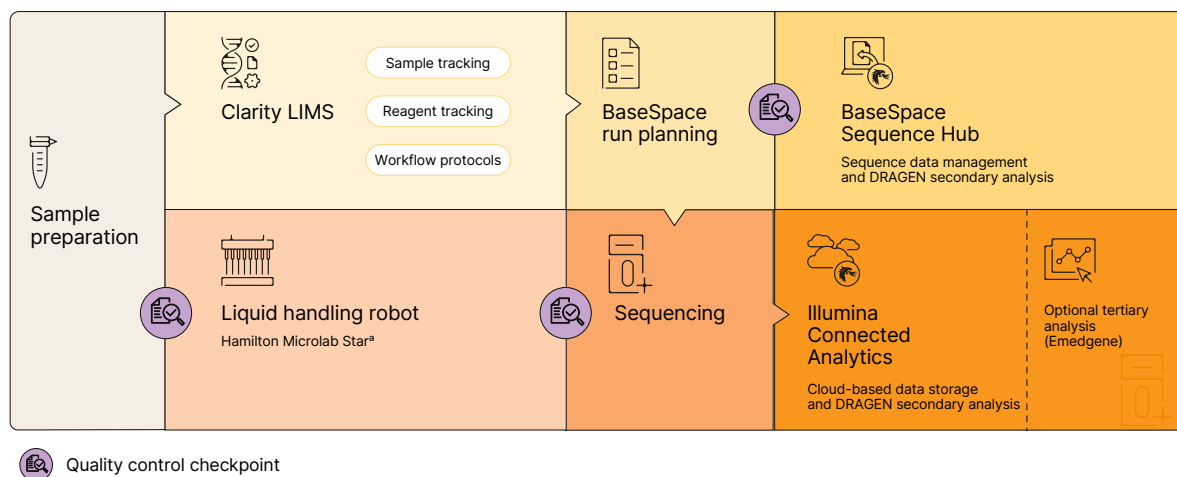 Sample
preparation
Clarity LIMS
Sample tracking
Reagent tracking
Workflow protocols
BaseSpace
run planning
BaseSpace
Sequence Hub
Sequence data management
and DRAGEN secondary analysis
Liquid handling robot
Hamilton Microlab Starᵃ
Sequencing
Illumina
Connected
Analytics
Cloud-based data storage
and DRAGEN secondary analysis
Optional tertiary
analysis
(Emedgene)
Quality control checkpoint